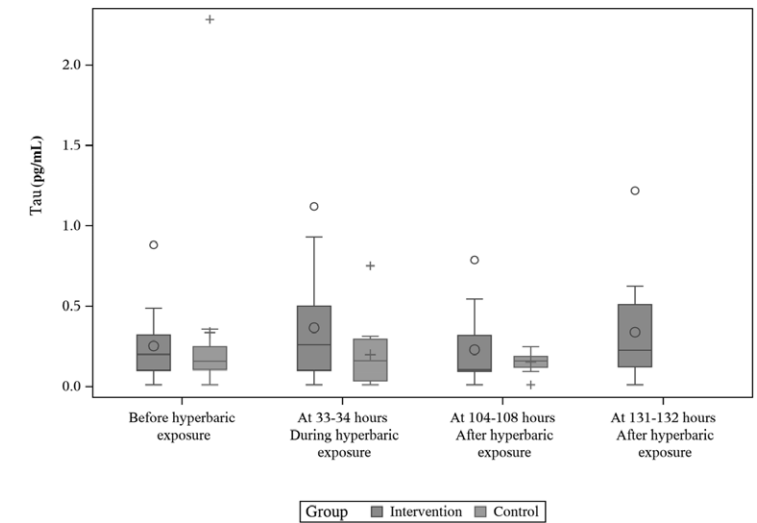 2.0
1.5
1.0
0.5
0.0
Tau (pg/mL)
Before hyperbaric
exposure
At 33-34 hours
During hyperbaric
exposure
At 104-108 hours
After hyperbaric
exposure
At 131-132 hours
After hyperbaric
exposure
Group Intervention Control